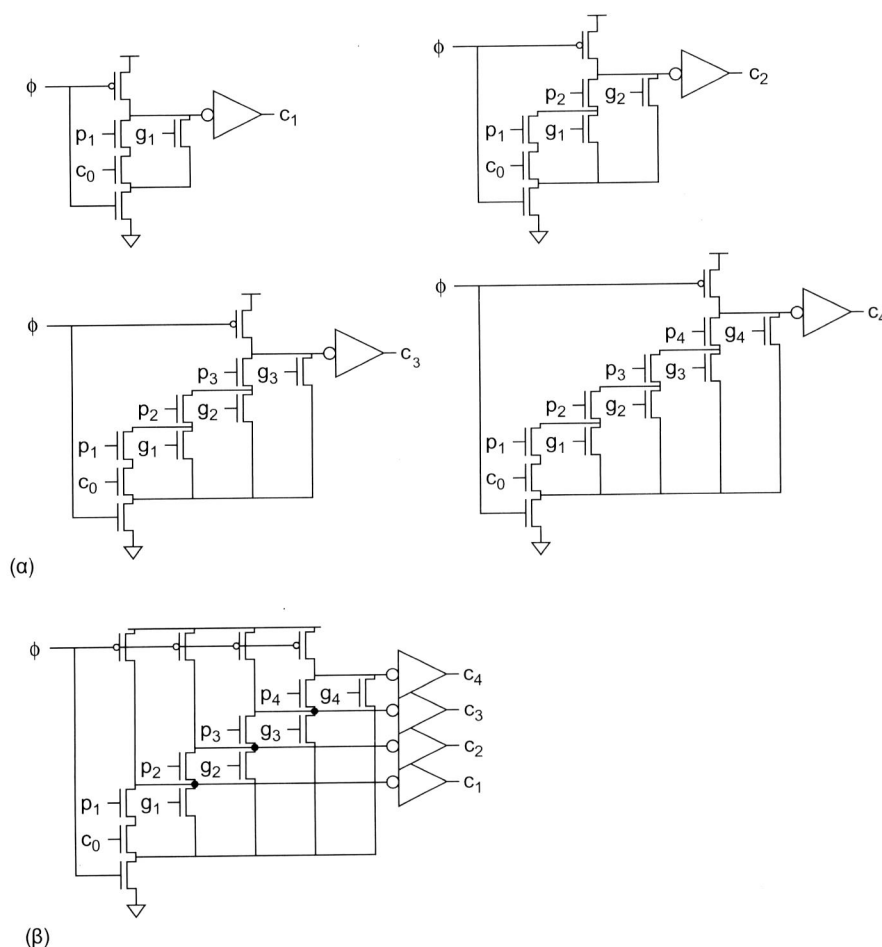 ϕ
p₁ g₁ c₁
c₀
ϕ
p₂ g₂ c₂
p₁ g₁
c₀
ϕ
p₃ g₃ c₃
p₂ g₂
p₁ g₁
c₀
ϕ
p₄ g₄ c₄
p₃ g₃
p₂ g₂
p₁ g₁
c₀
(α)
ϕ
p₄ g₄ c₄
p₃ g₃ c₃
p₂ g₂ c₂
p₁ g₁ c₁
c₀
(β)